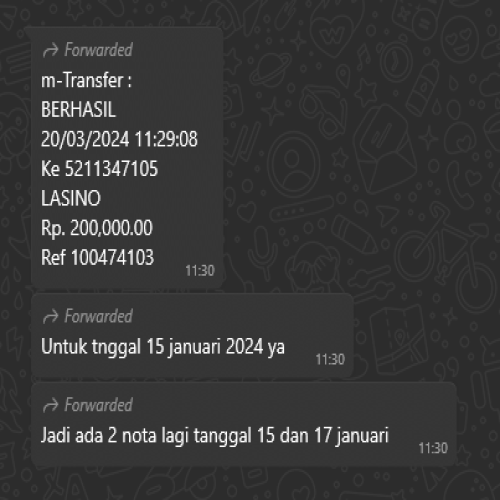 Forwarded
m-Transfer :
BERHASIL
20/03/2024 11:29:08
Ke 5211347105
LASINO
Rp. 200,000.00
Ref 100474103
11:30
Forwarded
Untuk tnggal 15 januari 2024 ya
11:30
Forwarded
Jadi ada 2 nota lagi tanggal 15 dan 17 januari
11:30